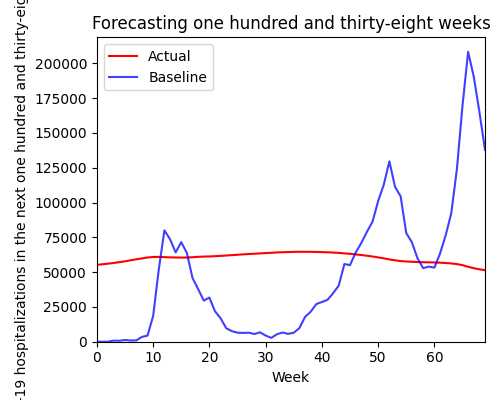 Forecasting one hundred and thirty-eight weeks
-19 hospitalizations in the next one hundred and thirty-eig
Actual
Baseline
200000
175000
150000
125000
100000
75000
50000
25000
0
0 10 20 30 40 50 60
Week